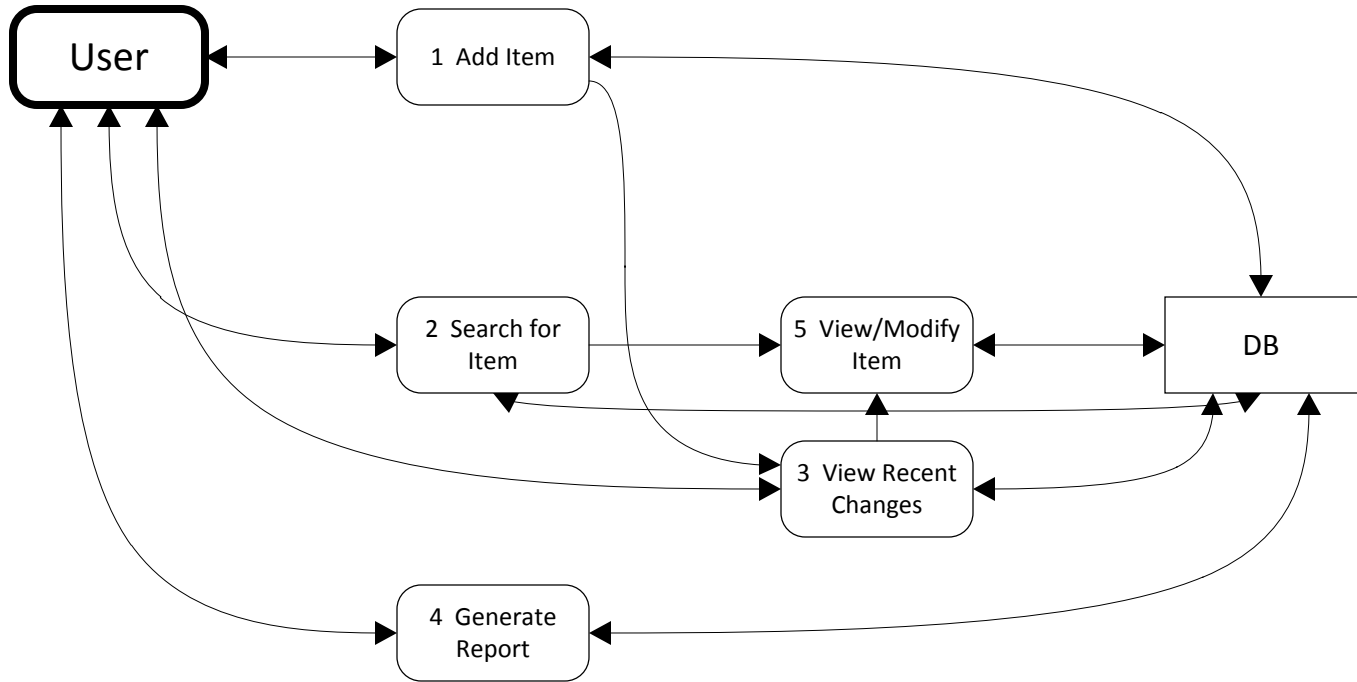 User
1 Add Item
2 Search for
Item
5 View/Modify
Item
DB
3 View Recent
Changes
4 Generate
Report